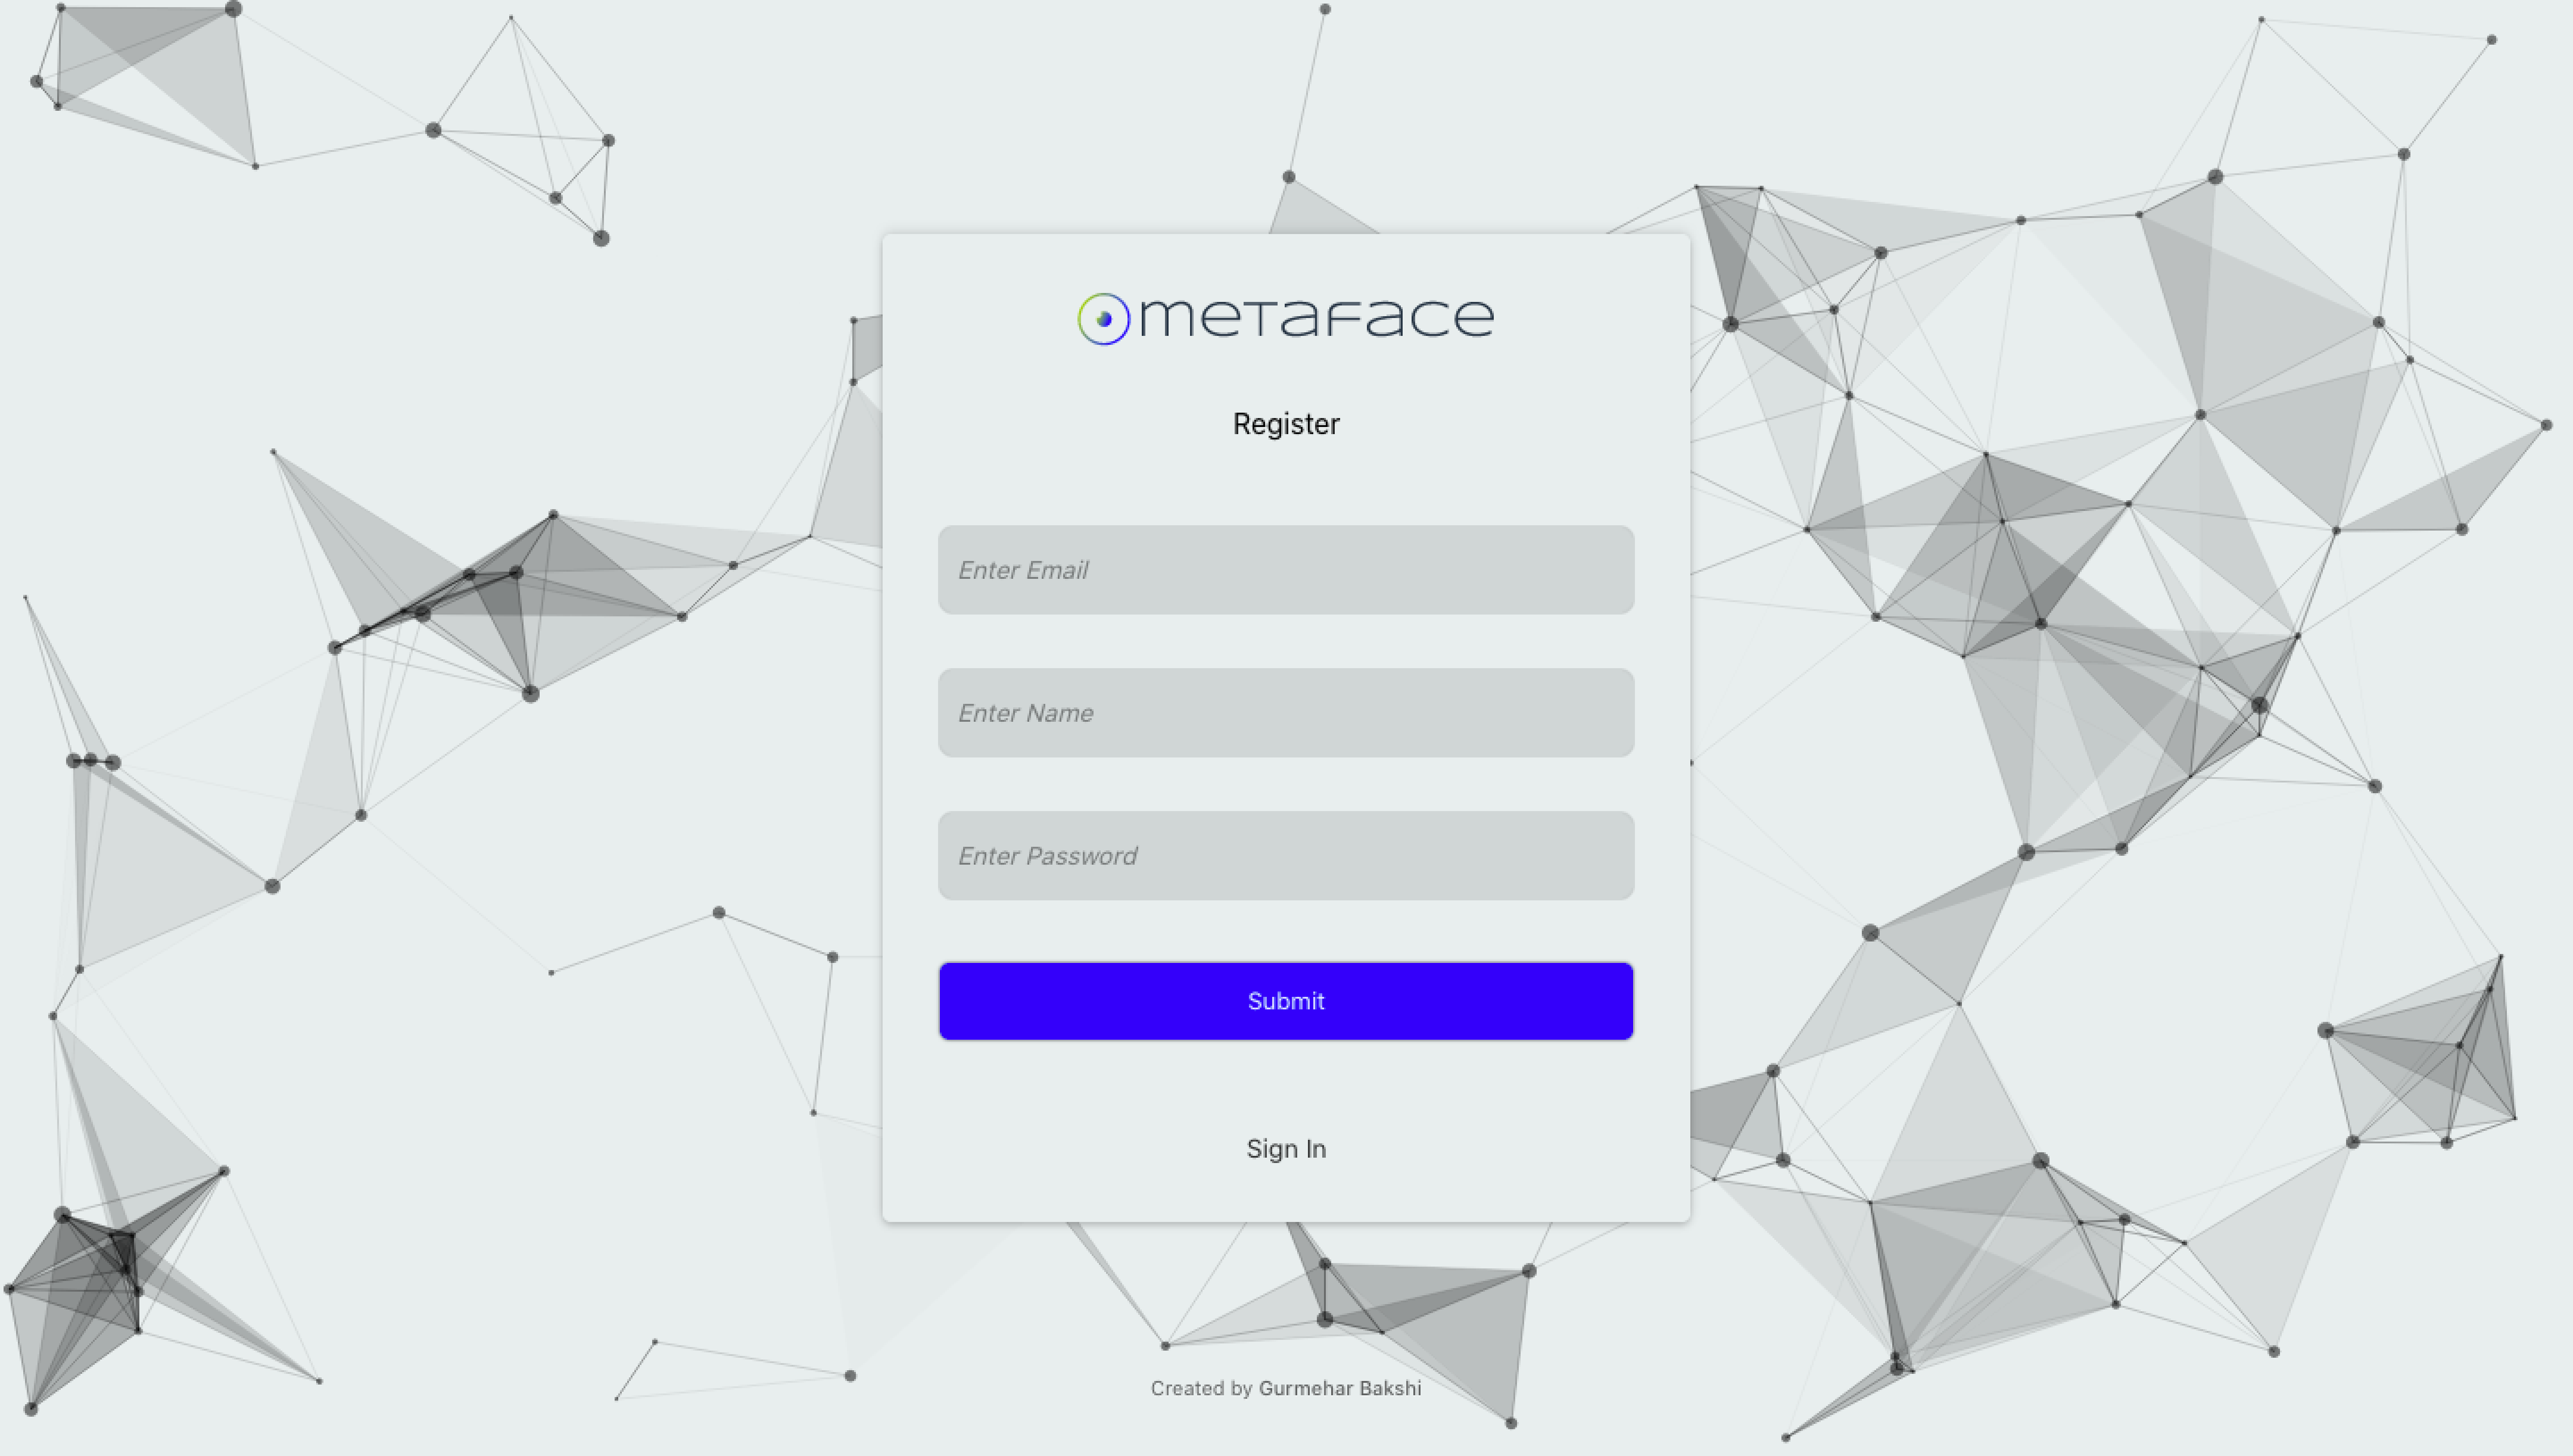 metaface
Register
Enter Email
Enter Name
Enter Password
Submit
Sign In
Created by Gurmehar Bakshi